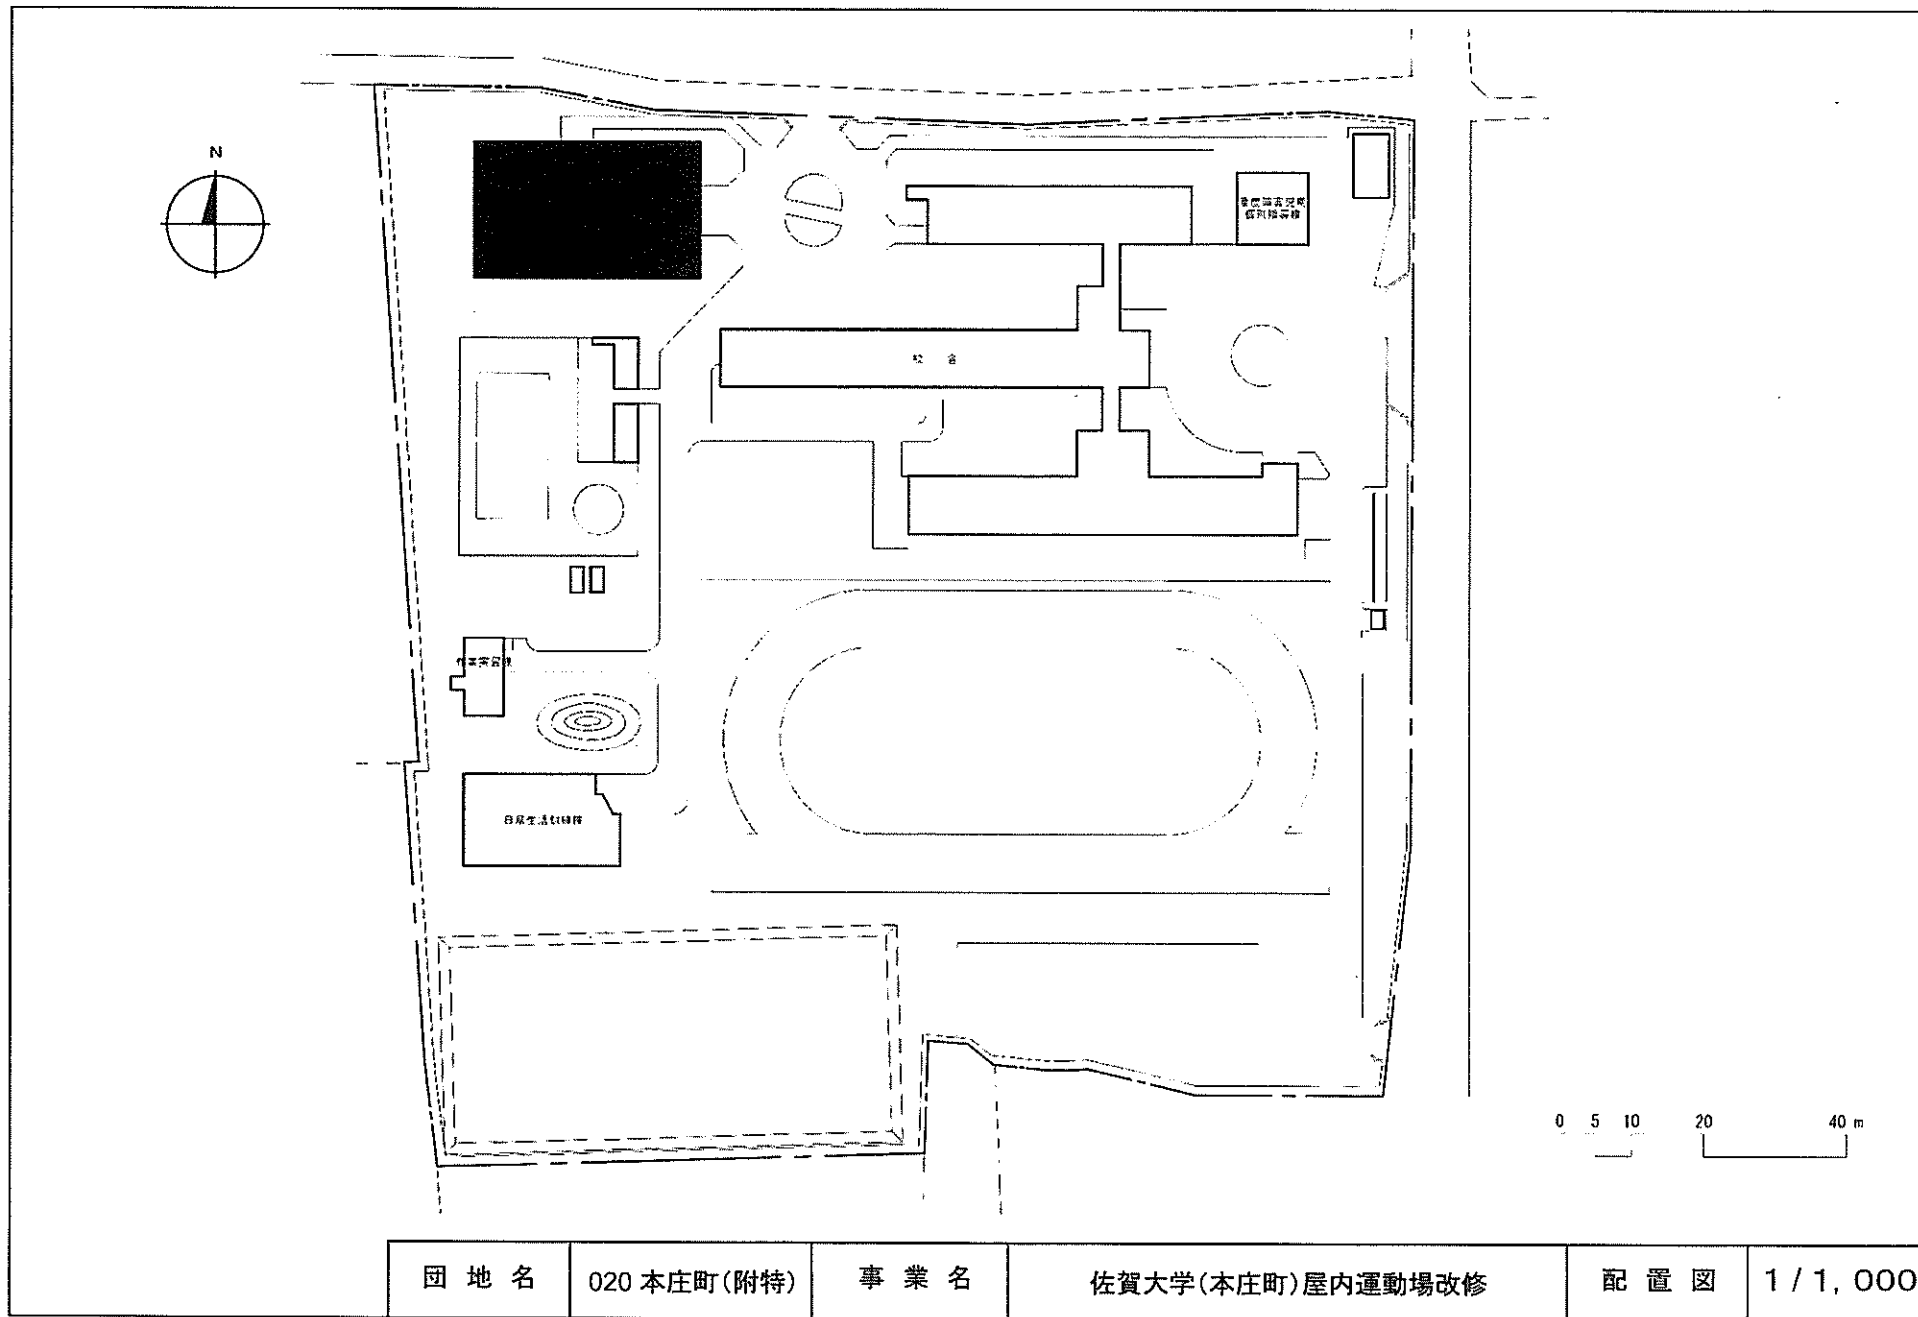 N
校舎
日常生活訓練棟
0 5 10 20 40 m
団地名 020 本庄町(附特) 事業名 佐賀大学(本庄町)屋内運動場改修 配置図 1/1,000